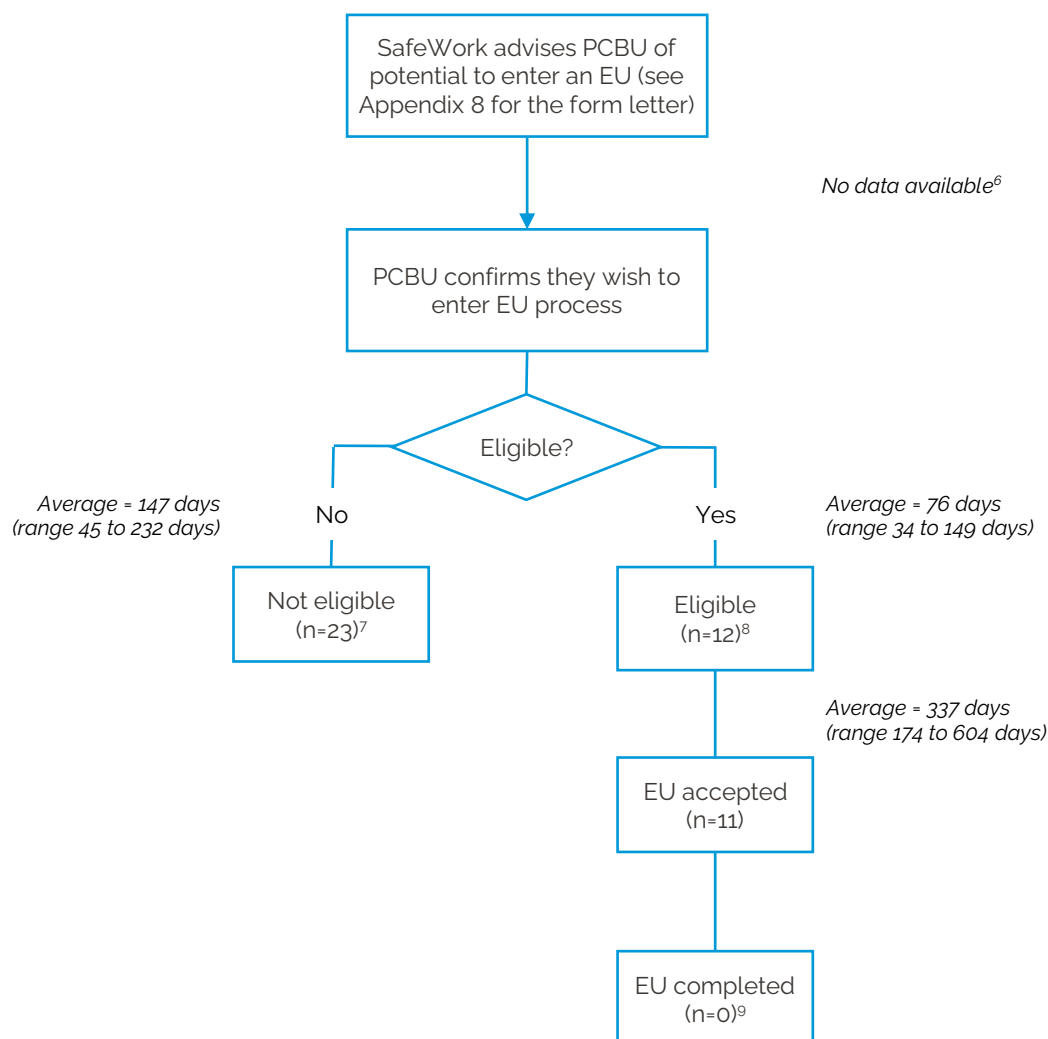 SafeWork advises PCBU of
potential to enter an EU (see
Appendix 8 for the form letter)
No data available⁶
PCBU confirms they wish to
enter EU process
Eligible?
Average = 147 days
(range 45 to 232 days)
No
Yes
Average = 76 days
(range 34 to 149 days)
Not eligible
(n=23)⁷
Eligible
(n=12)⁸
Average = 337 days
(range 174 to 604 days)
EU accepted
(n=11)
EU completed
(n=0)⁹